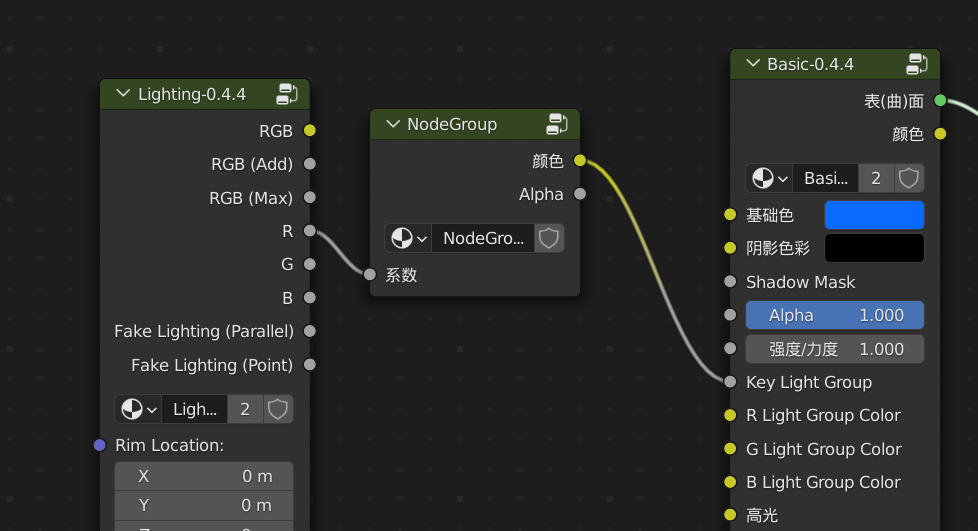 Lighting-0.4.4
RGB
RGB (Add)
RGB (Max)
R
G
B
Fake Lighting (Parallel)
Fake Lighting (Point)
Ligh... 2
Rim Location:
X 0 m
Y 0 m
NodeGroup
颜色
Alpha
NodeGro...
系数
Basic-0.4.4
表(曲)面
颜色
Basi... 2
基础色
阴影色彩
Shadow Mask
Alpha 1.000
强度/力度 1.000
Key Light Group
R Light Group Color
G Light Group Color
B Light Group Color
高光